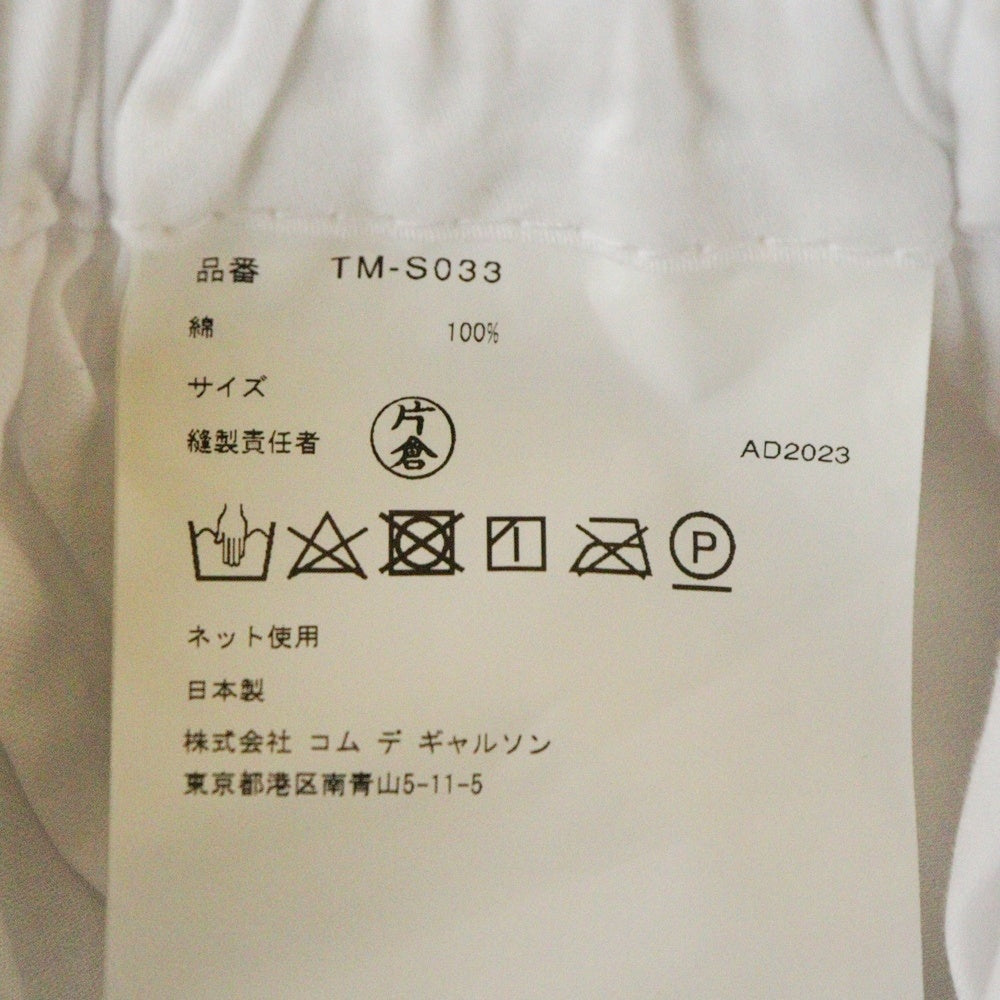 品番 TM-S033
綿 100%
サイズ
縫製責任者 片倉 AD2023
P
ネット使用
日本製
株式会社 コム デ ギャルソン
東京都港区南青山5-11-5